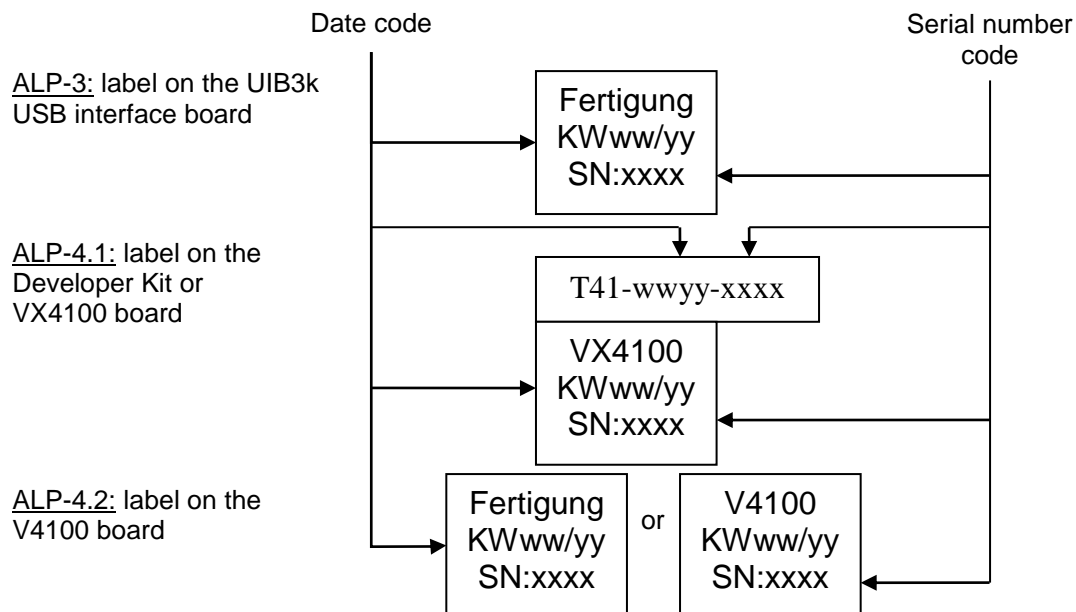 Date code
Serial number
code
ALP-3: label on the UIB3k
USB interface board
Fertigung
KWww/yy
SN:xxxx
ALP-4.1: label on the
Developer Kit or
VX4100 board
T41-wwyy-xxxx
VX4100
KWww/yy
SN:xxxx
ALP-4.2: label on the
V4100 board
Fertigung
KWww/yy
SN:xxxx
or
V4100
KWww/yy
SN:xxxx